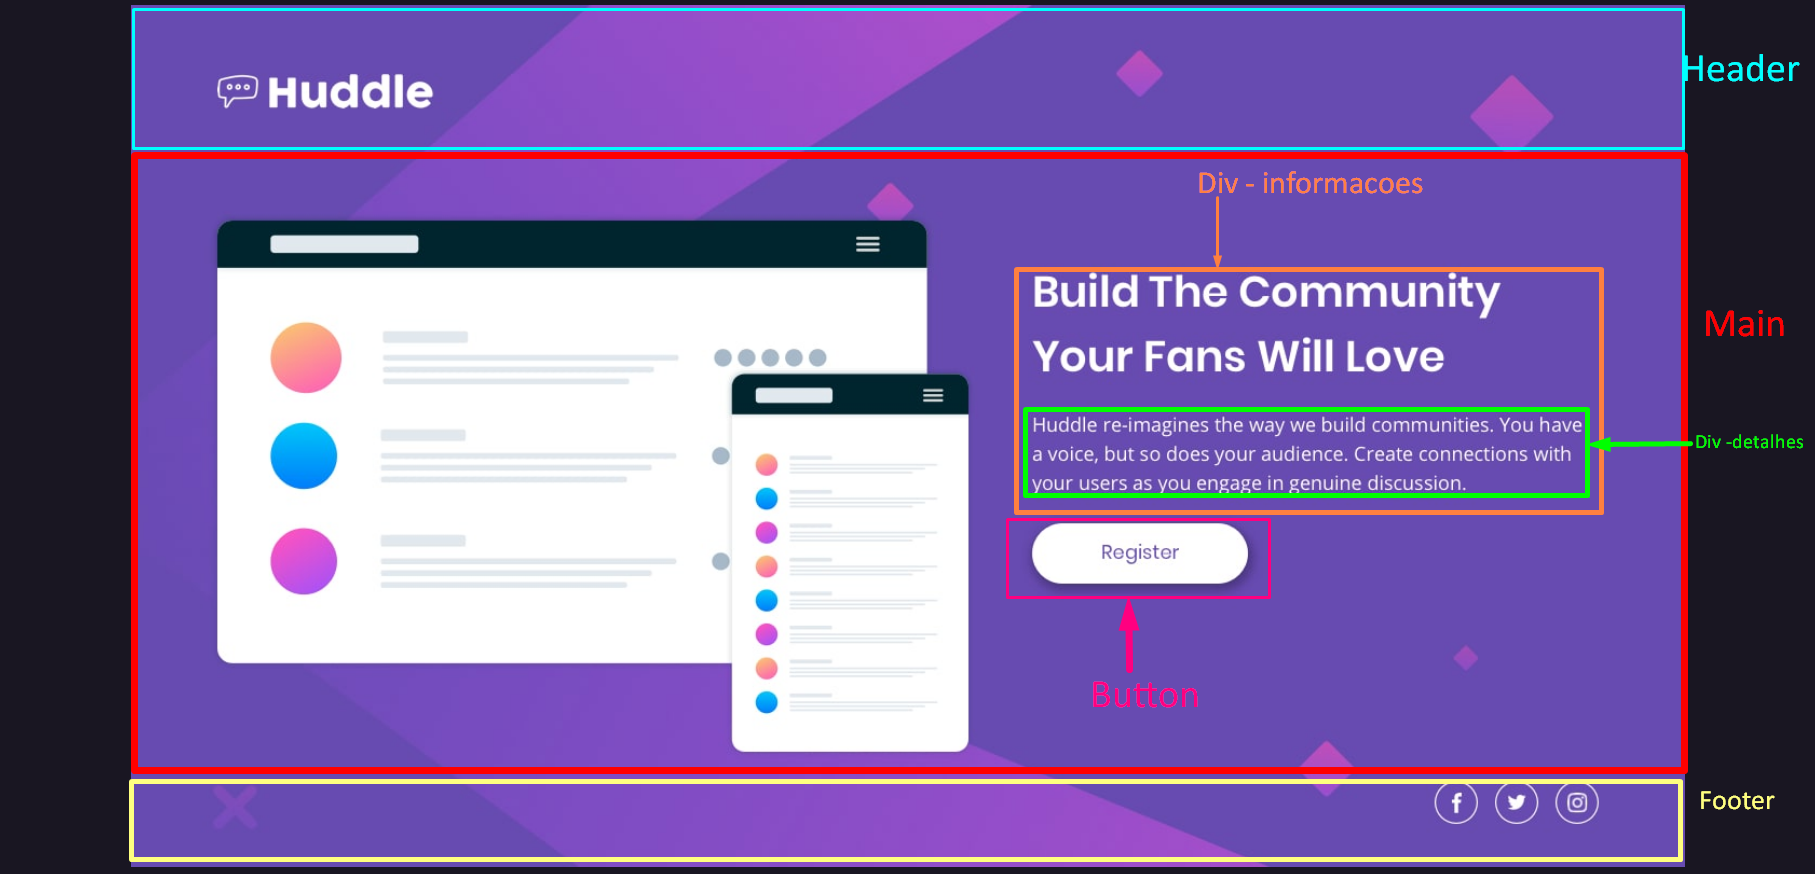 Huddle
Header
Div - informacoes
Build The Community
Your Fans Will Love
Main
Huddle re-imagines the way we build communities. You have
a voice, but so does your audience. Create connections with
your users as you engage in genuine discussion.
Div -detalhes
Register
Button
Footer